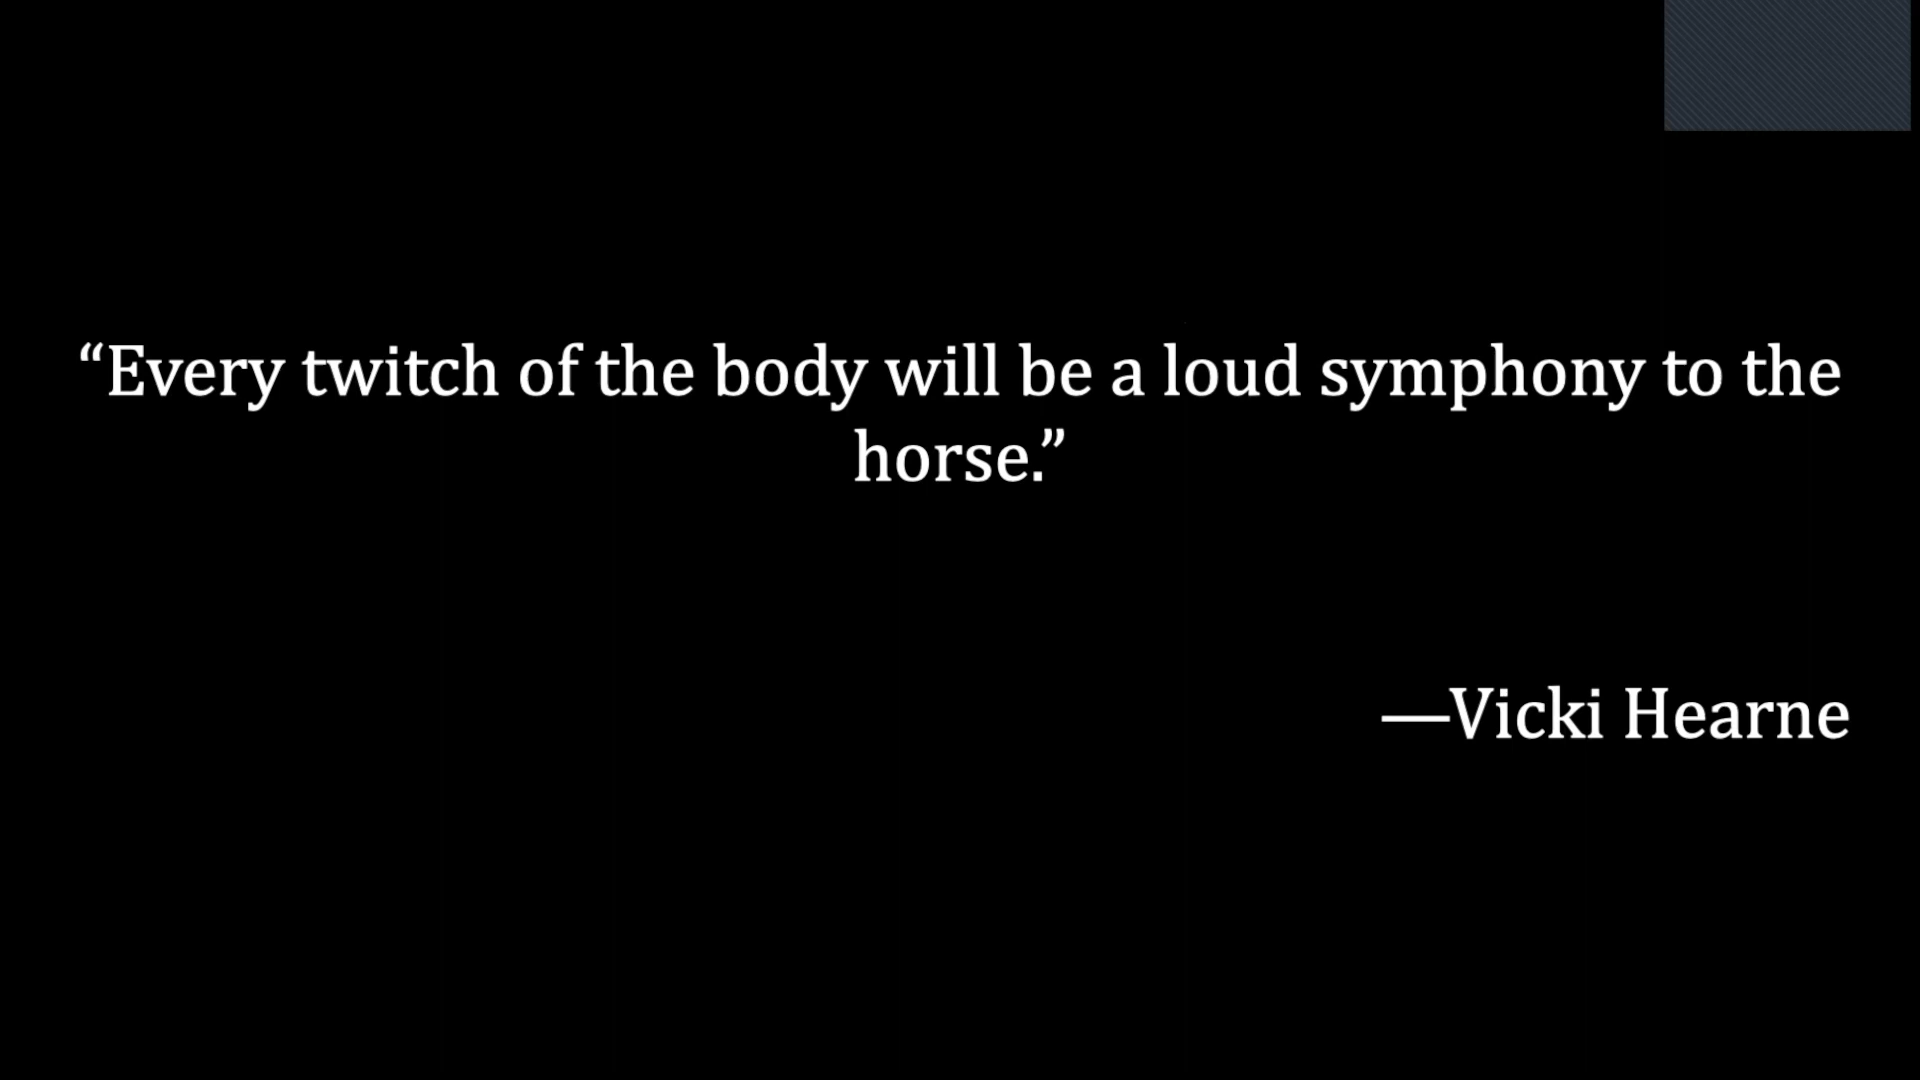 “Every twitch of the body will be a loud symphony to the
horse.”
—Vicki Hearne